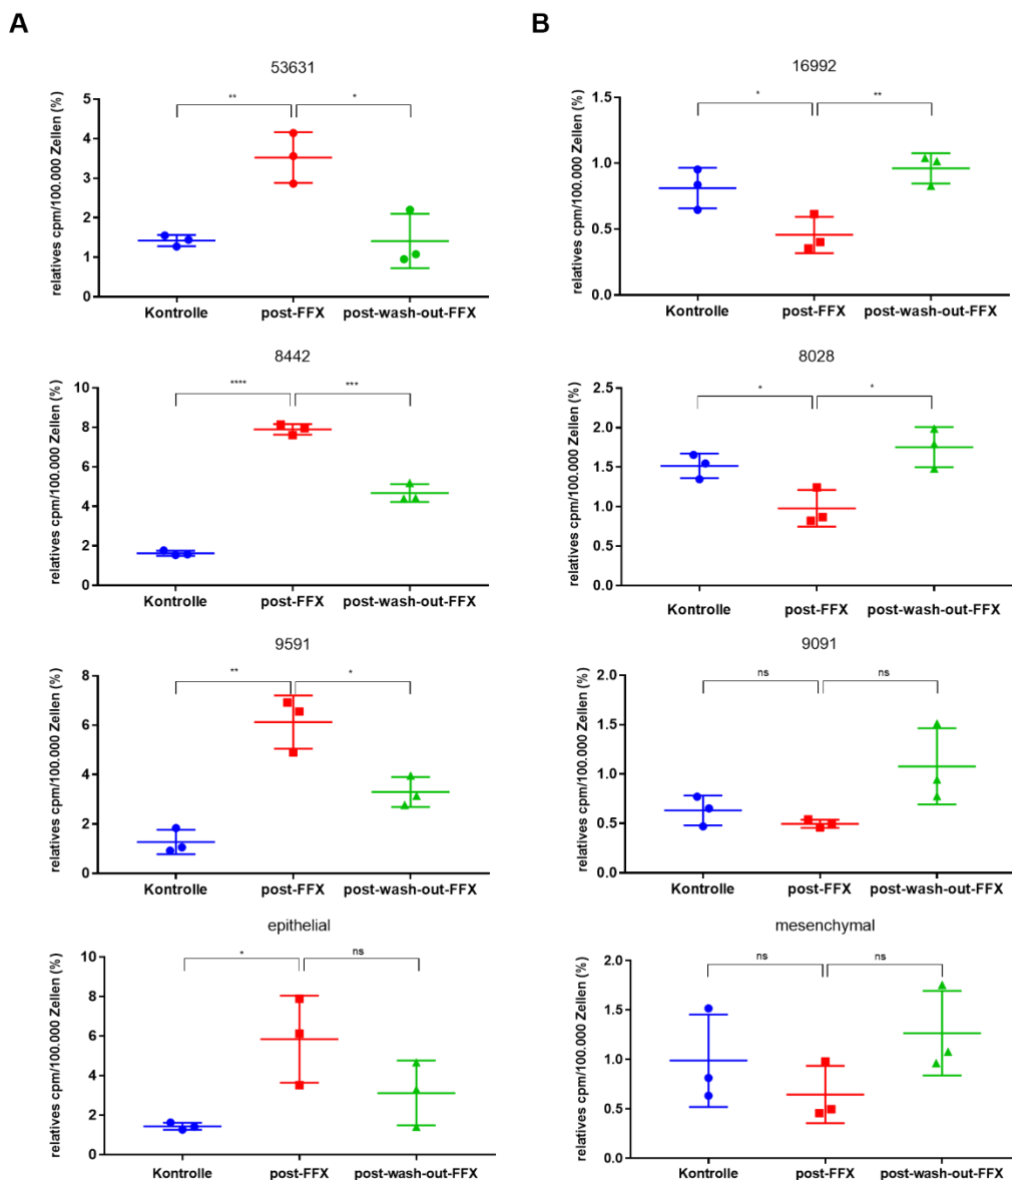 A
53631
relatives cpm/100.000 Zellen (%)
5
4
3
2
1
0
**
*
Kontrolle post-FFX post-wash-out-FFX
8442
relatives cpm/100.000 Zellen (%)
10
8
6
4
2
0
****
***
Kontrolle post-FFX post-wash-out-FFX
9591
relatives cpm/100.000 Zellen (%)
8
6
4
2
0
**
*
Kontrolle post-FFX post-wash-out-FFX
epithelial
relatives cpm/100.000 Zellen (%)
10
8
6
4
2
0
*
ns
Kontrolle post-FFX post-wash-out-FFX
B
16992
relatives cpm/100.000 Zellen (%)
1.5
1.0
0.5
0.0
*
**
Kontrolle post-FFX post-wash-out-FFX
8028
relatives cpm/100.000 Zellen (%)
2.5
2.0
1.5
1.0
0.5
0.0
*
*
Kontrolle post-FFX post-wash-out-FFX
9091
relatives cpm/100.000 Zellen (%)
2.0
1.5
1.0
0.5
0.0
ns
ns
Kontrolle post-FFX post-wash-out-FFX
mesenchymal
relatives cpm/100.000 Zellen (%)
2.0
1.5
1.0
0.5
0.0
ns
ns
Kontrolle post-FFX post-wash-out-FFX